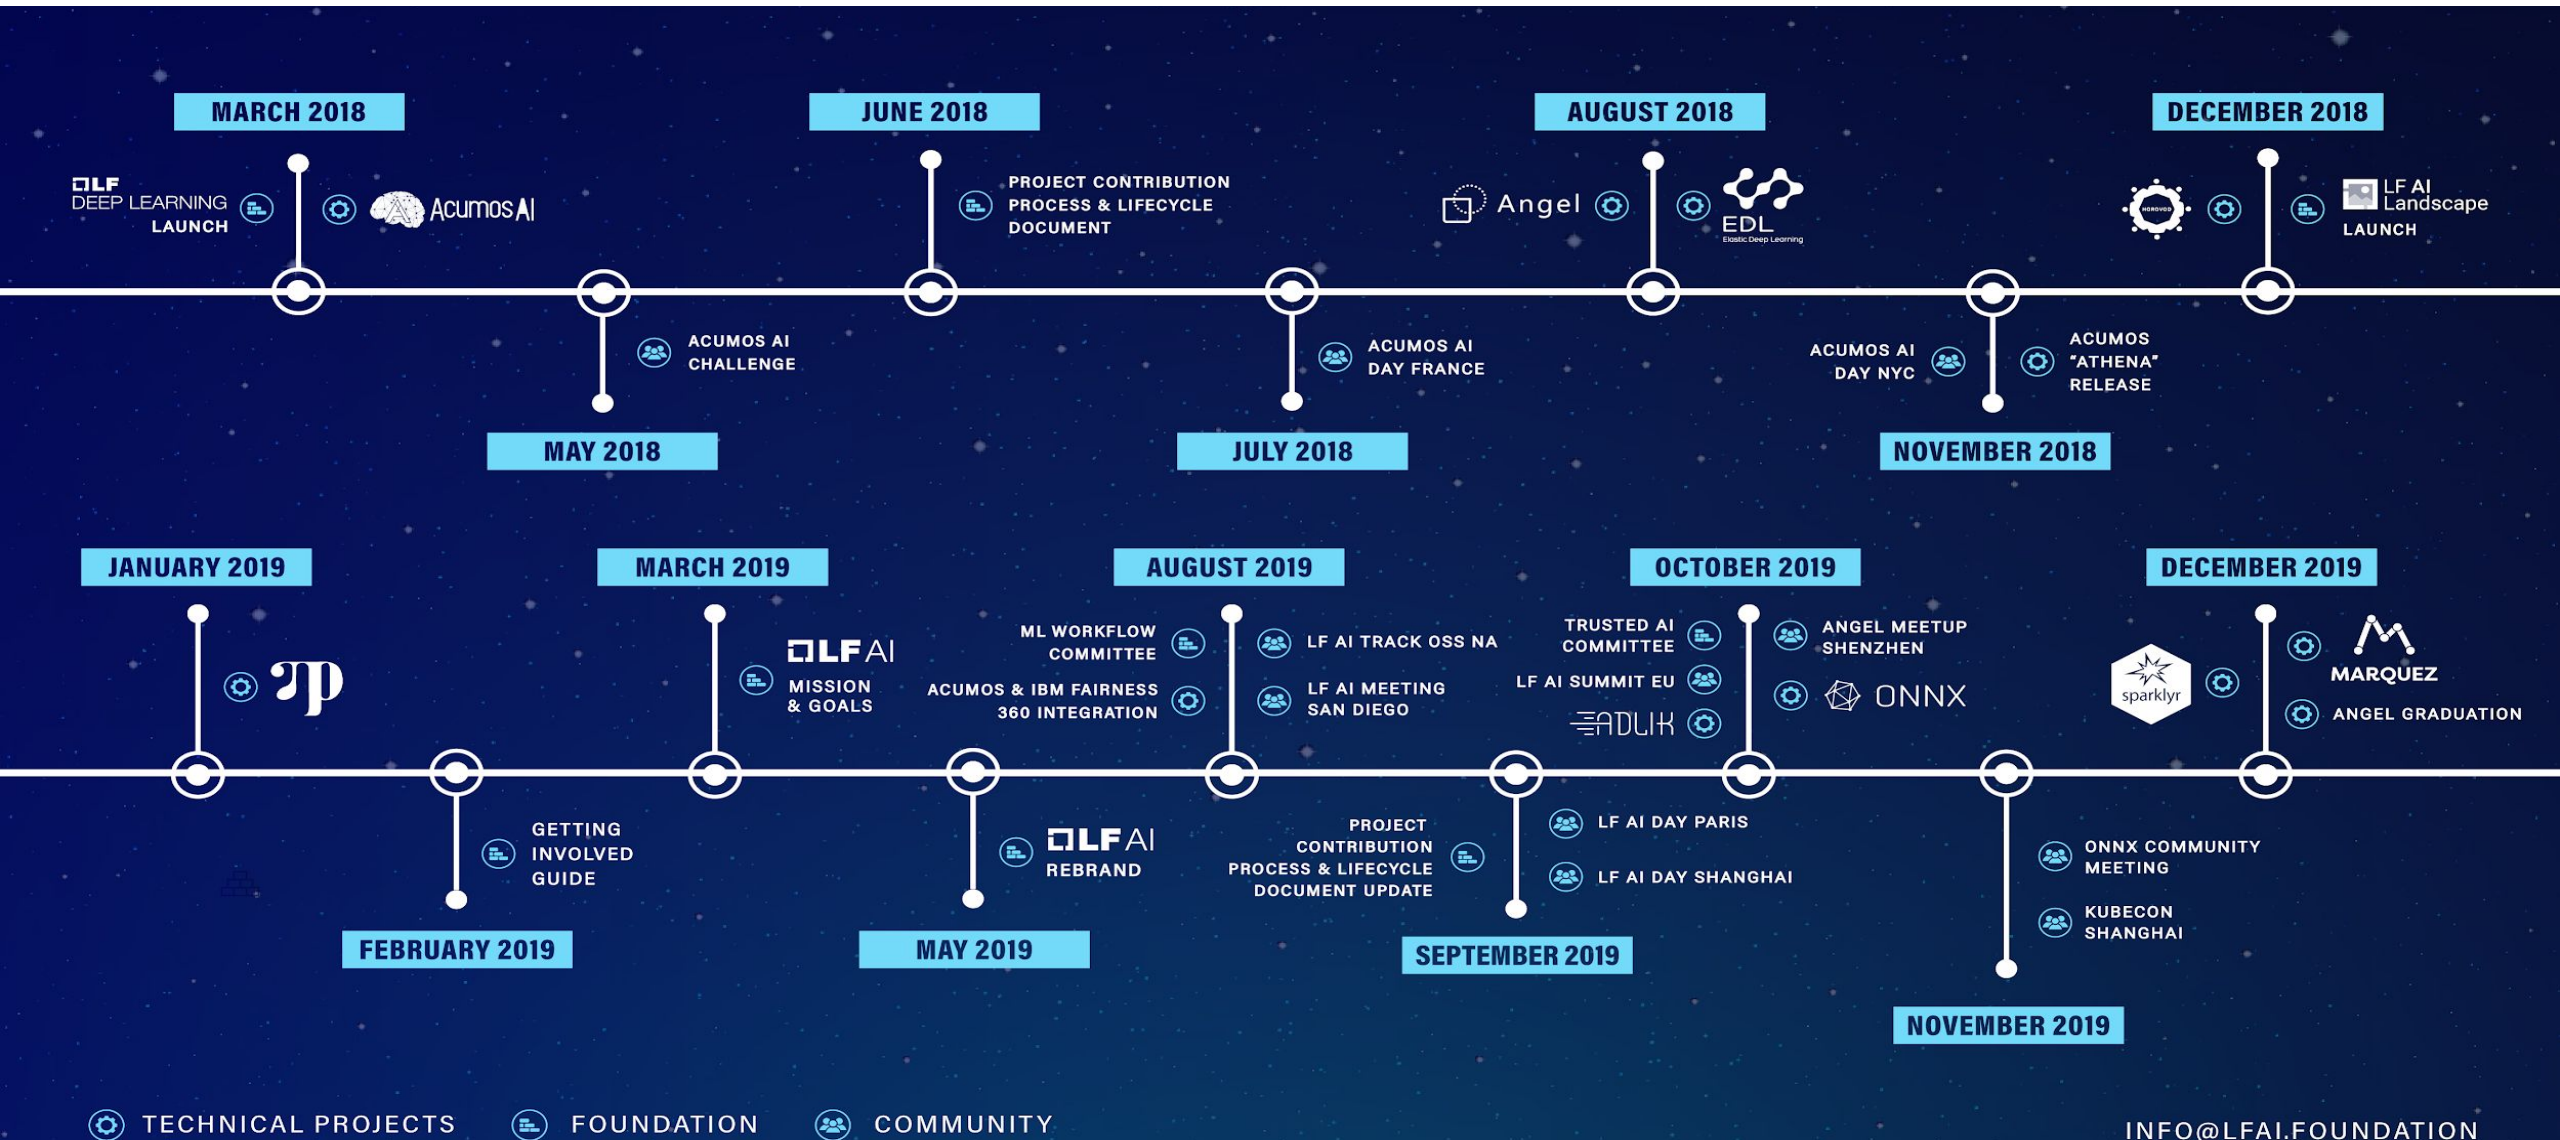 MARCH 2018
LF
DEEP LEARNING
LAUNCH
Acumos AI
JUNE 2018
PROJECT CONTRIBUTION
PROCESS & LIFECYCLE
DOCUMENT
AUGUST 2018
Angel
EDL
Elastic Deep Learning
DECEMBER 2018
HOROVOD
LF AI
Landscape
LAUNCH
ACUMOS AI
CHALLENGE
MAY 2018
ACUMOS AI
DAY FRANCE
JULY 2018
ACUMOS AI
DAY NYC
ACUMOS
"ATHENA"
RELEASE
NOVEMBER 2018
JANUARY 2019
MARCH 2019
LF AI
MISSION
& GOALS
AUGUST 2019
ML WORKFLOW
COMMITTEE
ACUMOS & IBM FAIRNESS
360 INTEGRATION
LF AI TRACK OSS NA
LF AI MEETING
SAN DIEGO
OCTOBER 2019
TRUSTED AI
COMMITTEE
LF AI SUMMIT EU
ADLIK
ANGEL MEETUP
SHENZHEN
ONNX
DECEMBER 2019
sparklyr
MARQUEZ
ANGEL GRADUATION
GETTING
INVOLVED
GUIDE
FEBRUARY 2019
LF AI
REBRAND
MAY 2019
PROJECT
CONTRIBUTION
PROCESS & LIFECYCLE
DOCUMENT UPDATE
LF AI DAY PARIS
LF AI DAY SHANGHAI
SEPTEMBER 2019
ONNX COMMUNITY
MEETING
KUBECON
SHANGHAI
NOVEMBER 2019
TECHNICAL PROJECTS
FOUNDATION
COMMUNITY
INFO@LFAI.FOUNDATION